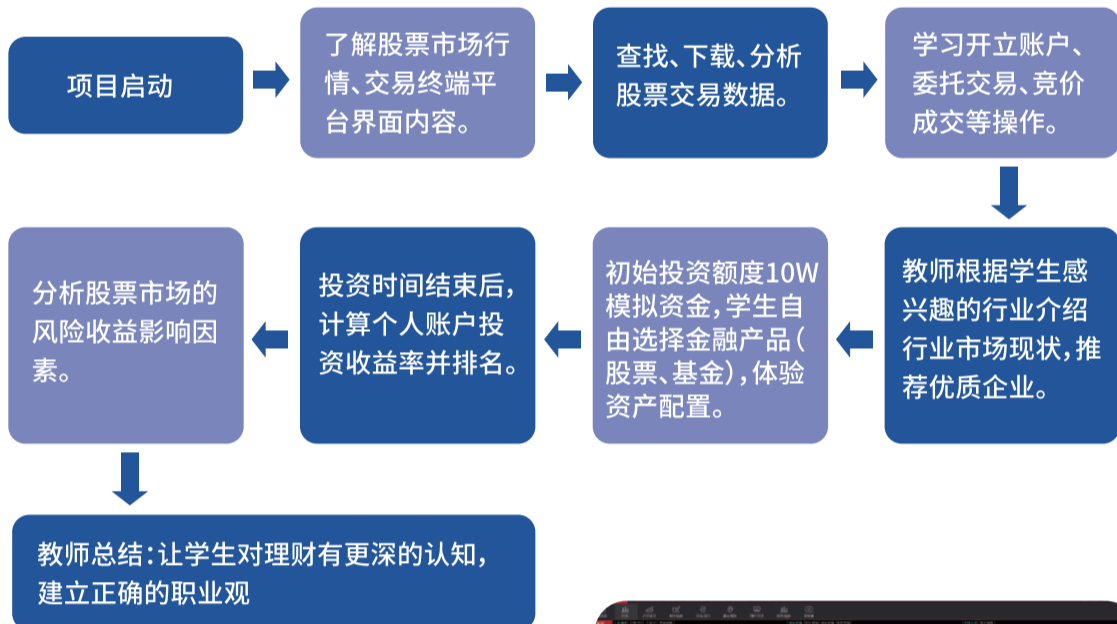 项目启动
了解股票市场行
情、交易终端平
台界面内容。
查找、下载、分析
股票交易数据。
学习开立账户、
委托交易、竞价
成交等操作。
教师根据学生感
兴趣的行业介绍
行业市场现状，推
荐优质企业。
初始投资额度10W
模拟资金，学生自
由选择金融产品（
股票、基金），体验
资产配置。
投资时间结束后，
计算个人账户投
资收益率并排名。
分析股票市场的
风险收益影响因
素。
教师总结：让学生对理财有更深的认知，
建立正确的职业观